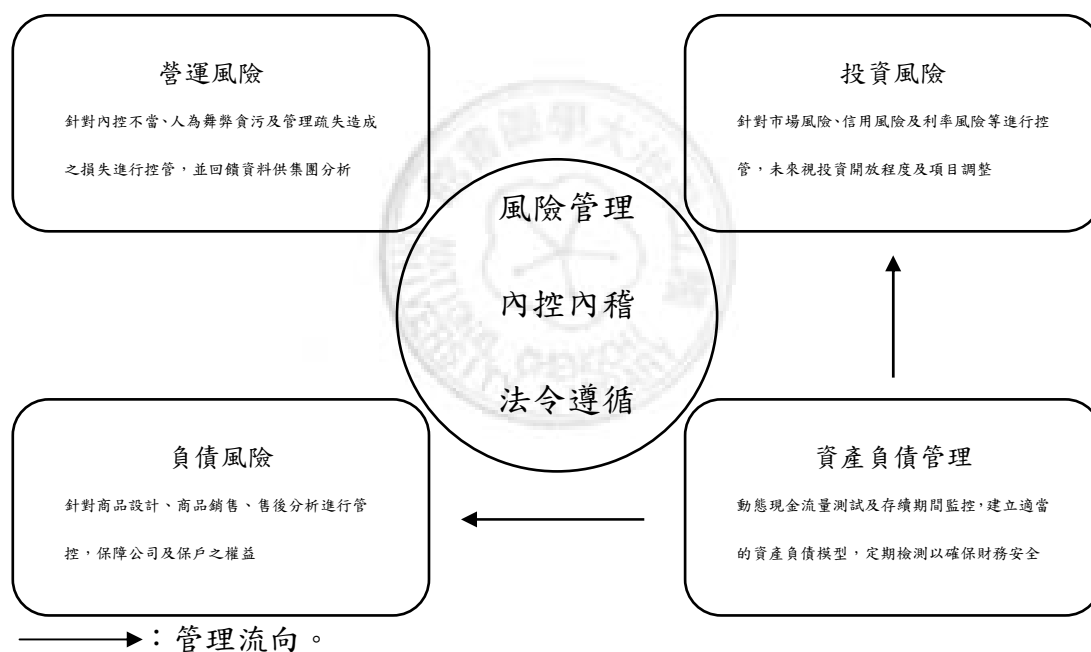 營運風險
針對內控不當、人為舞弊貪污及管理疏失造成
之損失進行控管，並回饋資料供集團分析
投資風險
針對市場風險、信用風險及利率風險等進行控
管，未來視投資開放程度及項目調整
風險管理
內控內稽
法令遵循
負債風險
針對商品設計、商品銷售、售後分析進行管
控，保障公司及保戶之權益
資產負債管理
動態現金流量測試及存續期間監控，建立適當
的資產負債模型，定期檢測以確保財務安全
：管理流向。